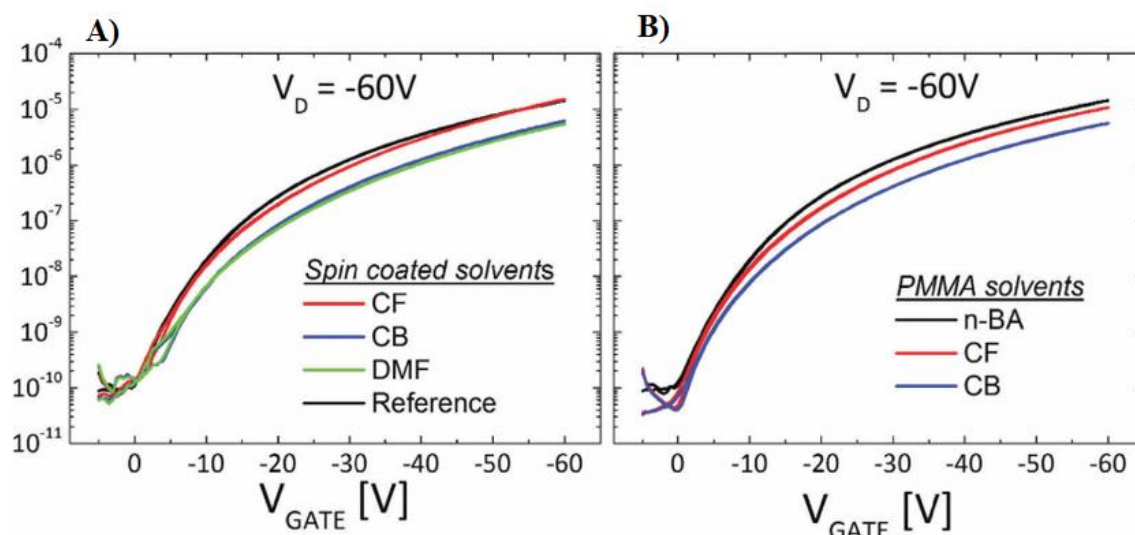 A)
B)
V_D = -60V
V_D = -60V
10^-4
10^-5
10^-6
10^-7
10^-8
10^-9
10^-10
10^-11
Spin coated solvents
CF
CB
DMF
Reference
PMMA solvents
n-BA
CF
CB
0 -10 -20 -30 -40 -50 -60
0 -10 -20 -30 -40 -50 -60
V_GATE [V]
V_GATE [V]